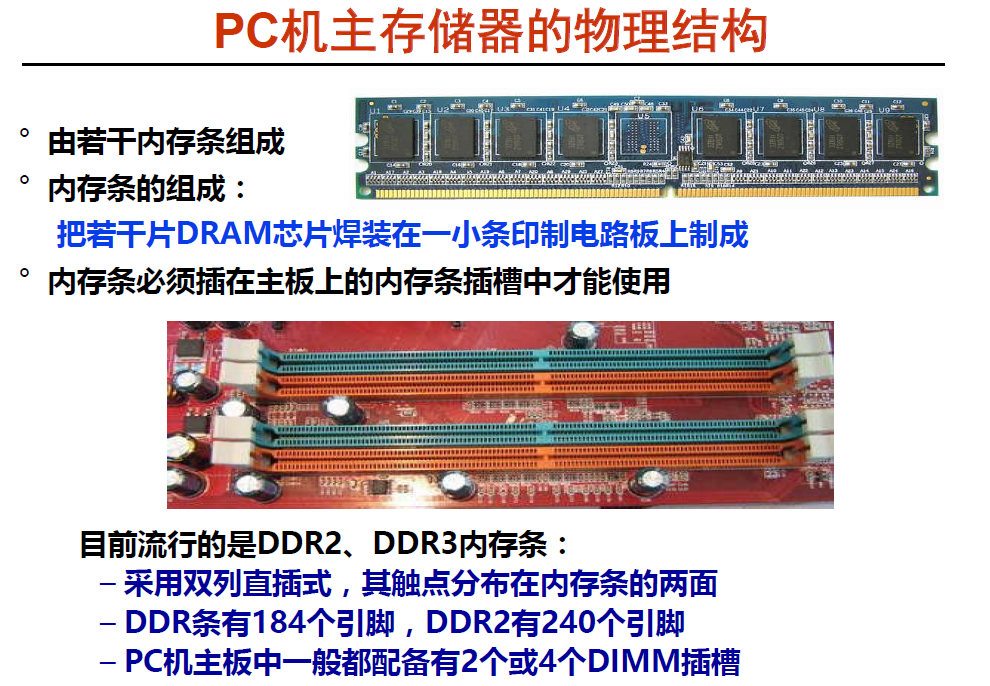 PC机主存储器的物理结构
° 由若干内存条组成
° 内存条的组成：
把若干片DRAM芯片焊装在一小条印制电路板上制成
° 内存条必须插在主板上的内存条插槽中才能使用
目前流行的是DDR2、DDR3内存条：
– 采用双列直插式，其触点分布在内存条的两面
– DDR条有184个引脚，DDR2有240个引脚
– PC机主板中一般都配备有2个或4个DIMM插槽